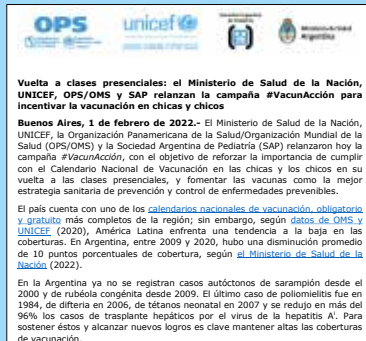 OPS
unicef
Ministerio de Salud
Argentina
Vuelta a clases presenciales: el Ministerio de Salud de la Nación,
UNICEF, OPS/OMS y SAP relanzan la campaña #VacunAcción para
incentivar la vacunación en chicas y chicos
Buenos Aires, 1 de febrero de 2022.- El Ministerio de Salud de la Nación,
UNICEF, la Organización Panamericana de la Salud/Organización Mundial de la
Salud (OPS/OMS) y la Sociedad Argentina de Pediatría (SAP) relanzaron hoy la
campaña #VacunAcción, con el objetivo de reforzar la importancia de cumplir
con el Calendario Nacional de Vacunación en las chicas y los chicos en su
vuelta a las clases presenciales, y fomentar las vacunas como la mejor
estrategia sanitaria de prevención y control de enfermedades prevenibles.
El país cuenta con uno de los calendarios nacionales de vacunación, obligatorio
y gratuito más completos de la región; sin embargo, según datos de OMS y
UNICEF (2020), América Latina enfrenta una tendencia a la baja en las
coberturas. En Argentina, entre 2009 y 2020, hubo una disminución promedio
de 10 puntos porcentuales de cobertura, según el Ministerio de Salud de la
Nación (2022).
En la Argentina ya no se registran casos autóctonos de sarampión desde el
2000 y de rubéola congénita desde 2009. El último caso de poliomielitis fue en
1984, de difteria en 2006, de tétanos neonatal en 2007 y se redujo en más del
96% los casos de trasplante hepáticos por el virus de la hepatitis A. Para
sostener éstos y alcanzar nuevos logros es clave mantener altas las coberturas
de vacunación.